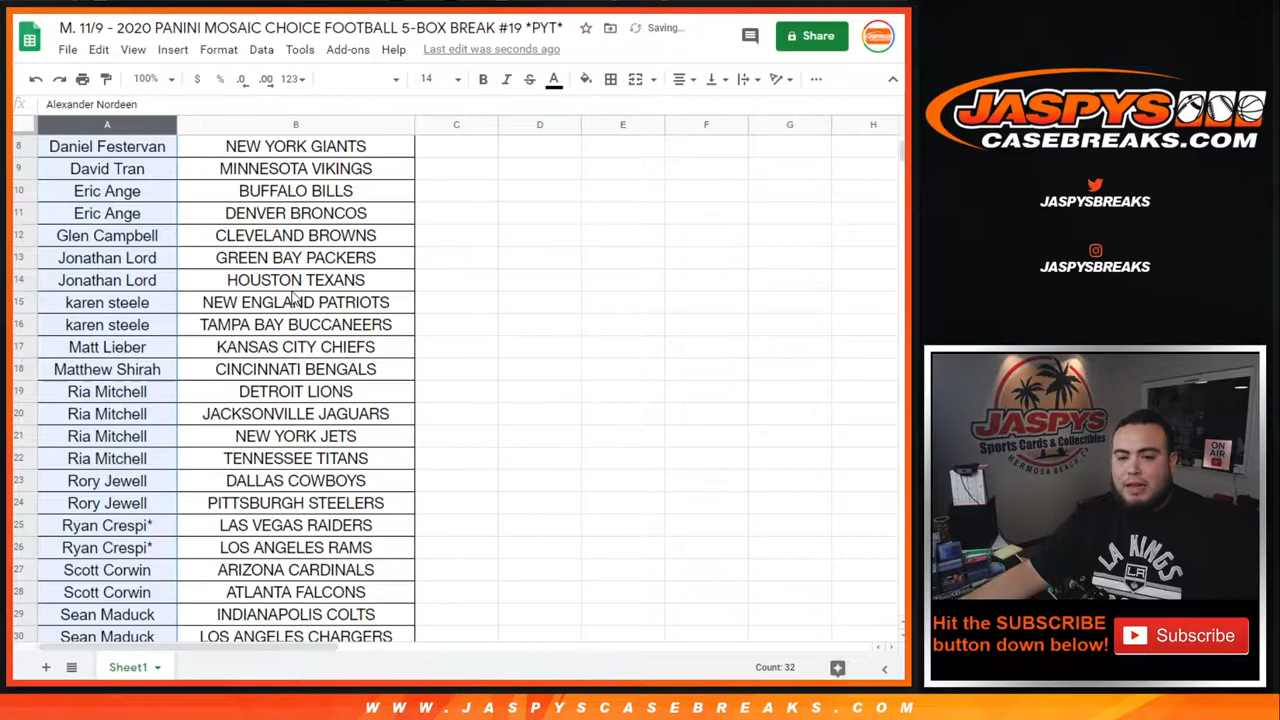 M. 11/9 - 2020 PANINI MOSAIC CHOICE FOOTBALL 5-BOX BREAK #19 *PYT*
Saving...
File Edit View Insert Format Data Tools Add-ons Help Last edit was seconds ago
Share
100% $ % .0 .00 123 14 B I S A
fx Alexander Nordeen
A B C D E F G H
8 Daniel Festervan NEW YORK GIANTS
9 David Tran MINNESOTA VIKINGS
10 Eric Ange BUFFALO BILLS
11 Eric Ange DENVER BRONCOS
12 Glen Campbell CLEVELAND BROWNS
13 Jonathan Lord GREEN BAY PACKERS
14 Jonathan Lord HOUSTON TEXANS
15 karen steele NEW ENGLAND PATRIOTS
16 karen steele TAMPA BAY BUCCANEERS
17 Matt Lieber KANSAS CITY CHIEFS
18 Matthew Shirah CINCINNATI BENGALS
19 Ria Mitchell DETROIT LIONS
20 Ria Mitchell JACKSONVILLE JAGUARS
21 Ria Mitchell NEW YORK JETS
22 Ria Mitchell TENNESSEE TITANS
23 Rory Jewell DALLAS COWBOYS
24 Rory Jewell PITTSBURGH STEELERS
25 Ryan Crespi* LAS VEGAS RAIDERS
26 Ryan Crespi* LOS ANGELES RAMS
27 Scott Corwin ARIZONA CARDINALS
28 Scott Corwin ATLANTA FALCONS
29 Sean Maduck INDIANAPOLIS COLTS
30 Sean Maduck LOS ANGELES CHARGERS
Sheet1
Count: 32
JASPYS
CASEBREAKS.COM
JASPYSBREAKS
JASPYSBREAKS
JASPYS
Sports Cards & Collectibles
HERMOSA BEACH, CA
ON AIR
LA KINGS
LA
Hit the SUBSCRIBE
button down below!
Subscribe
WWW.JASPYSCASEBREAKS.COM